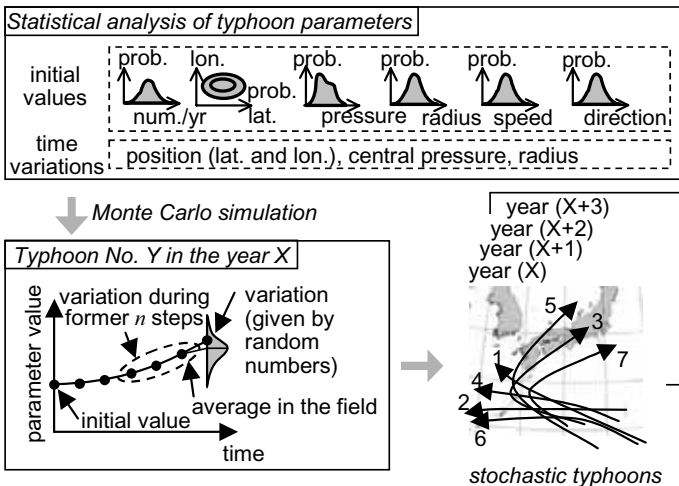 Statistical analysis of typhoon parameters
initial
values
prob.
num./yr
lon.
prob.
lat.
prob.
pressure
prob.
radius
prob.
speed
prob.
direction
time
variations
position (lat. and lon.), central pressure, radius
Monte Carlo simulation
Typhoon No. Y in the year X
parameter value
variation during
former n steps
variation
(given by
random
numbers)
initial value
average in the field
time
year (X+3)
year (X+2)
year (X+1)
year (X)
5
3
1
7
4
2
6
stochastic typhoons